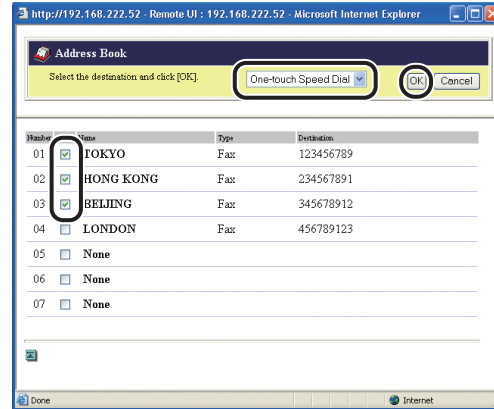 http://192.168.222.52 - Remote UI : 192.168.222.52 - Microsoft Internet Explorer
Address Book
Select the destination and click [OK]. One-touch Speed Dial OK Cancel
Number Name Type Destination
01 TOKYO Fax 123456789
02 HONG KONG Fax 234567891
03 BEIJING Fax 345678912
04 LONDON Fax 456789123
05 None
06 None
07 None
Done Internet